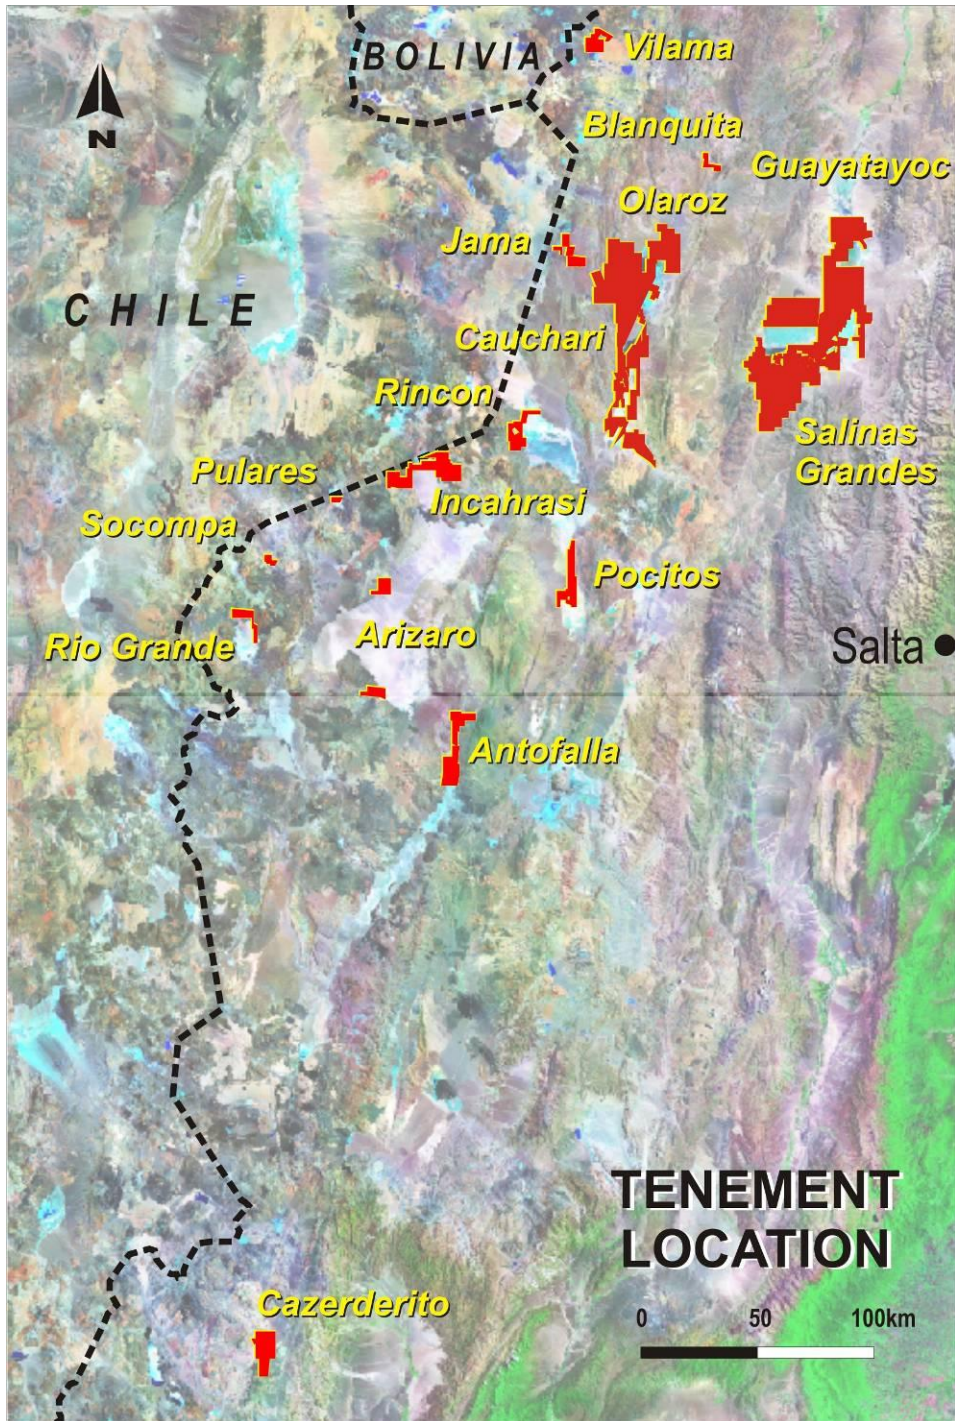 BOLIVIA
Vilama
N
Blanquita
Guayatayoc
Olaroz
Jama
CHILE
Cauchari
Rincon
Salinas
Grandes
Pulares
Incahrasi
Socompa
Pocitos
Arizaro
Rio Grande
Salta
Antofalla
TENEMENT
LOCATION
Cazerderito
0 50 100km